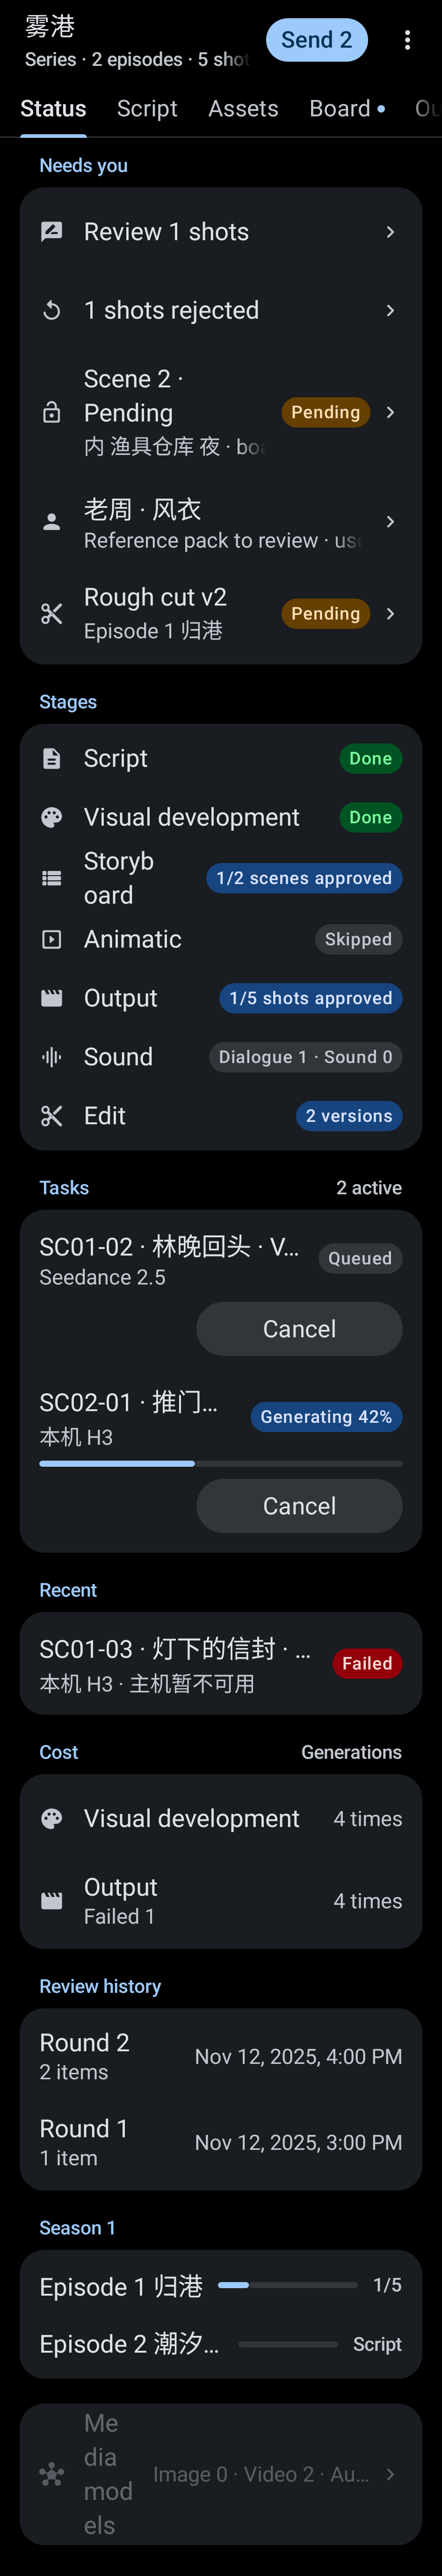 雾港
Series · 2 episodes · 5 shot
Send 2
Status
Script
Assets
Board
Ou
Needs you
Review 1 shots
1 shots rejected
Scene 2 ·
Pending
内 渔具仓库 夜 · boa
Pending
老周 · 风衣
Reference pack to review · use
Rough cut v2
Episode 1 归港
Pending
Stages
Script
Done
Visual development
Done
Storyb
oard
1/2 scenes approved
Animatic
Skipped
Output
1/5 shots approved
Sound
Dialogue 1 · Sound 0
Edit
2 versions
Tasks
2 active
SC01-02 · 林晚回头 · V…
Seedance 2.5
Queued
Cancel
SC02-01 · 推门…
本机 H3
Generating 42%
Cancel
Recent
SC01-03 · 灯下的信封 · …
本机 H3 · 主机暂不可用
Failed
Cost
Generations
Visual development
4 times
Output
Failed 1
4 times
Review history
Round 2
2 items
Nov 12, 2025, 4:00 PM
Round 1
1 item
Nov 12, 2025, 3:00 PM
Season 1
Episode 1 归港
1/5
Episode 2 潮汐…
Script
Me
dia
mod
els
Image 0 · Video 2 · Au…